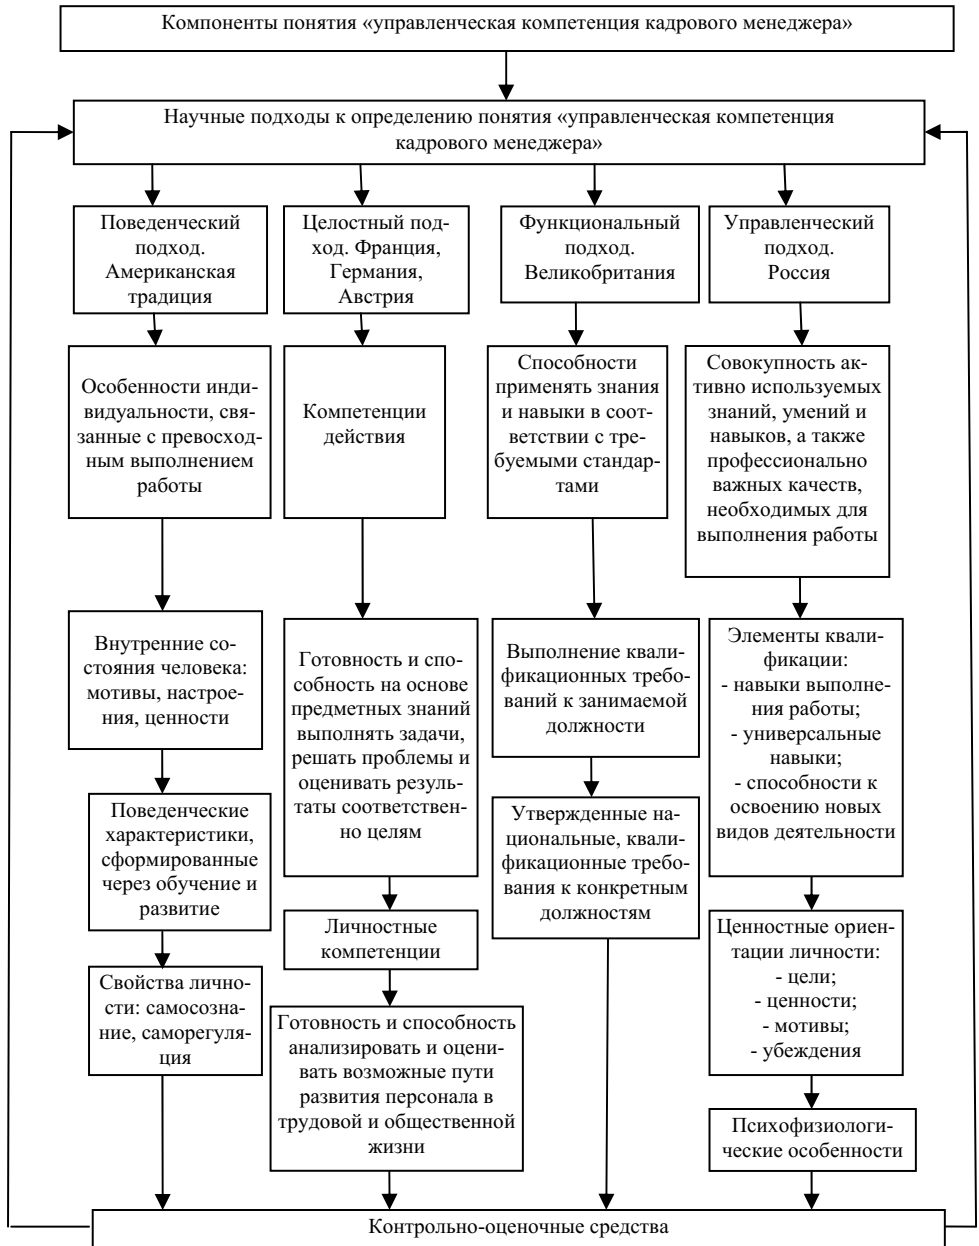 Компоненты понятия «управленческая компетенция кадрового менеджера»
Научные подходы к определению понятия «управленческая компетенция
кадрового менеджера»
Поведенческий
подход.
Американская
традиция
Целостный под-
ход. Франция,
Германия,
Австрия
Функциональный
подход.
Великобритания
Управленческий
подход.
Россия
Особенности инди-
видуальности, свя-
занные с превосход-
ным выполнением
работы
Компетенции
действия
Способности
применять знания
и навыки в соот-
ветствии с тре-
буемыми стандар-
тами
Совокупность ак-
тивно используемых
знаний, умений и
навыков, а также
профессионально
важных качеств,
необходимых для
выполнения работы
Внутренние со-
стояния человека:
мотивы, настрое-
ния, ценности
Готовность и спо-
собность на основе
предметных знаний
выполнять задачи,
решать проблемы и
оценивать резуль-
таты соответствен-
но целям
Выполнение квали-
фикационных требо-
ваний к занимаемой
должности
Элементы квали-
фикации:
- навыки выполне-
ния работы;
- универсальные
навыки;
- способности к
освоению новых
видов деятельности
Поведенческие
характеристики,
сформированные
через обучение и
развитие
Утвержденные на-
циональные, квали-
фикационные требо-
вания к конкретным
должностям
Личностные
компетенции
Ценностные ориен-
тации личности:
- цели;
- ценности;
- мотивы;
- убеждения
Свойства лично-
сти: самосозна-
ние, саморегуля-
ция
Готовность и способность
анализировать и оцени-
вать возможные пути
развития персонала в
трудовой и общественной
жизни
Психофизиологи-
ческие особенности
Контрольно-оценочные средства